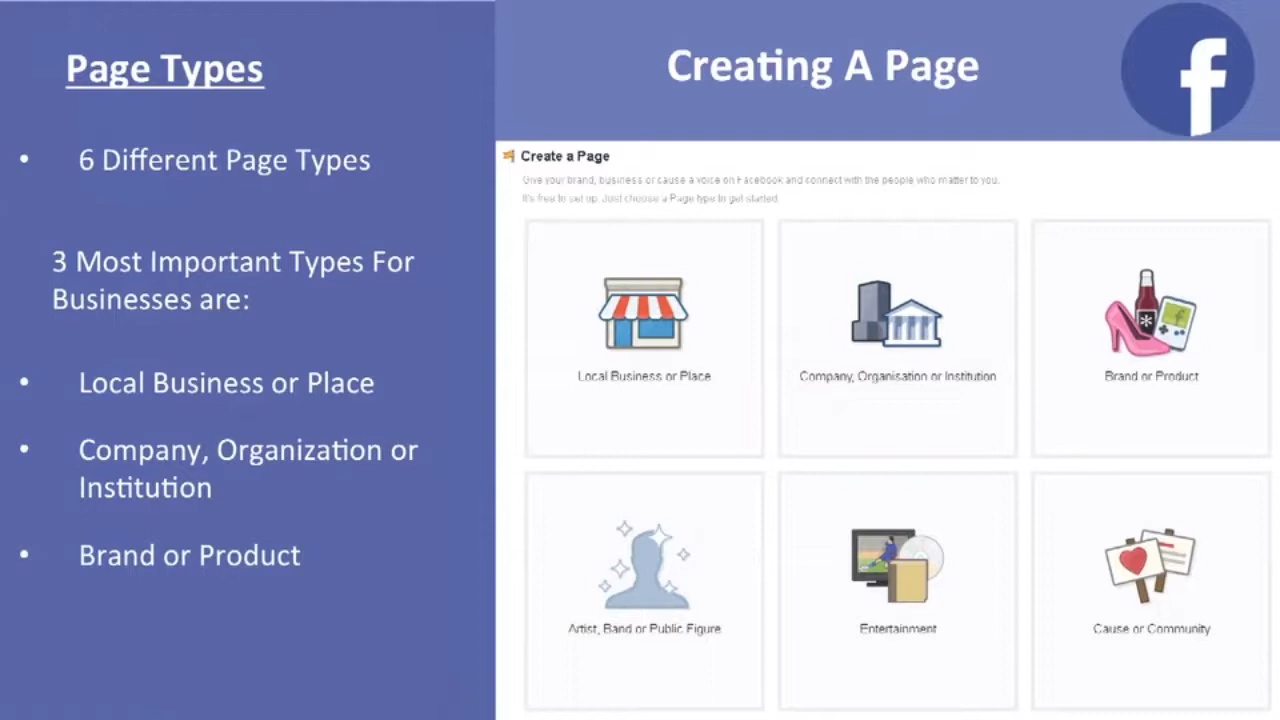 Page Types
• 6 Different Page Types
3 Most Important Types For
Businesses are:
• Local Business or Place
• Company, Organization or
Institution
• Brand or Product
Creating A Page
f
Create a Page
Give your brand, business or cause a voice on Facebook and connect with the people who matter to you.
It's free to set up. Just choose a Page type to get started.
Local Business or Place
Company, Organisation or Institution
Brand or Product
Artist, Band or Public Figure
Entertainment
Cause or Community